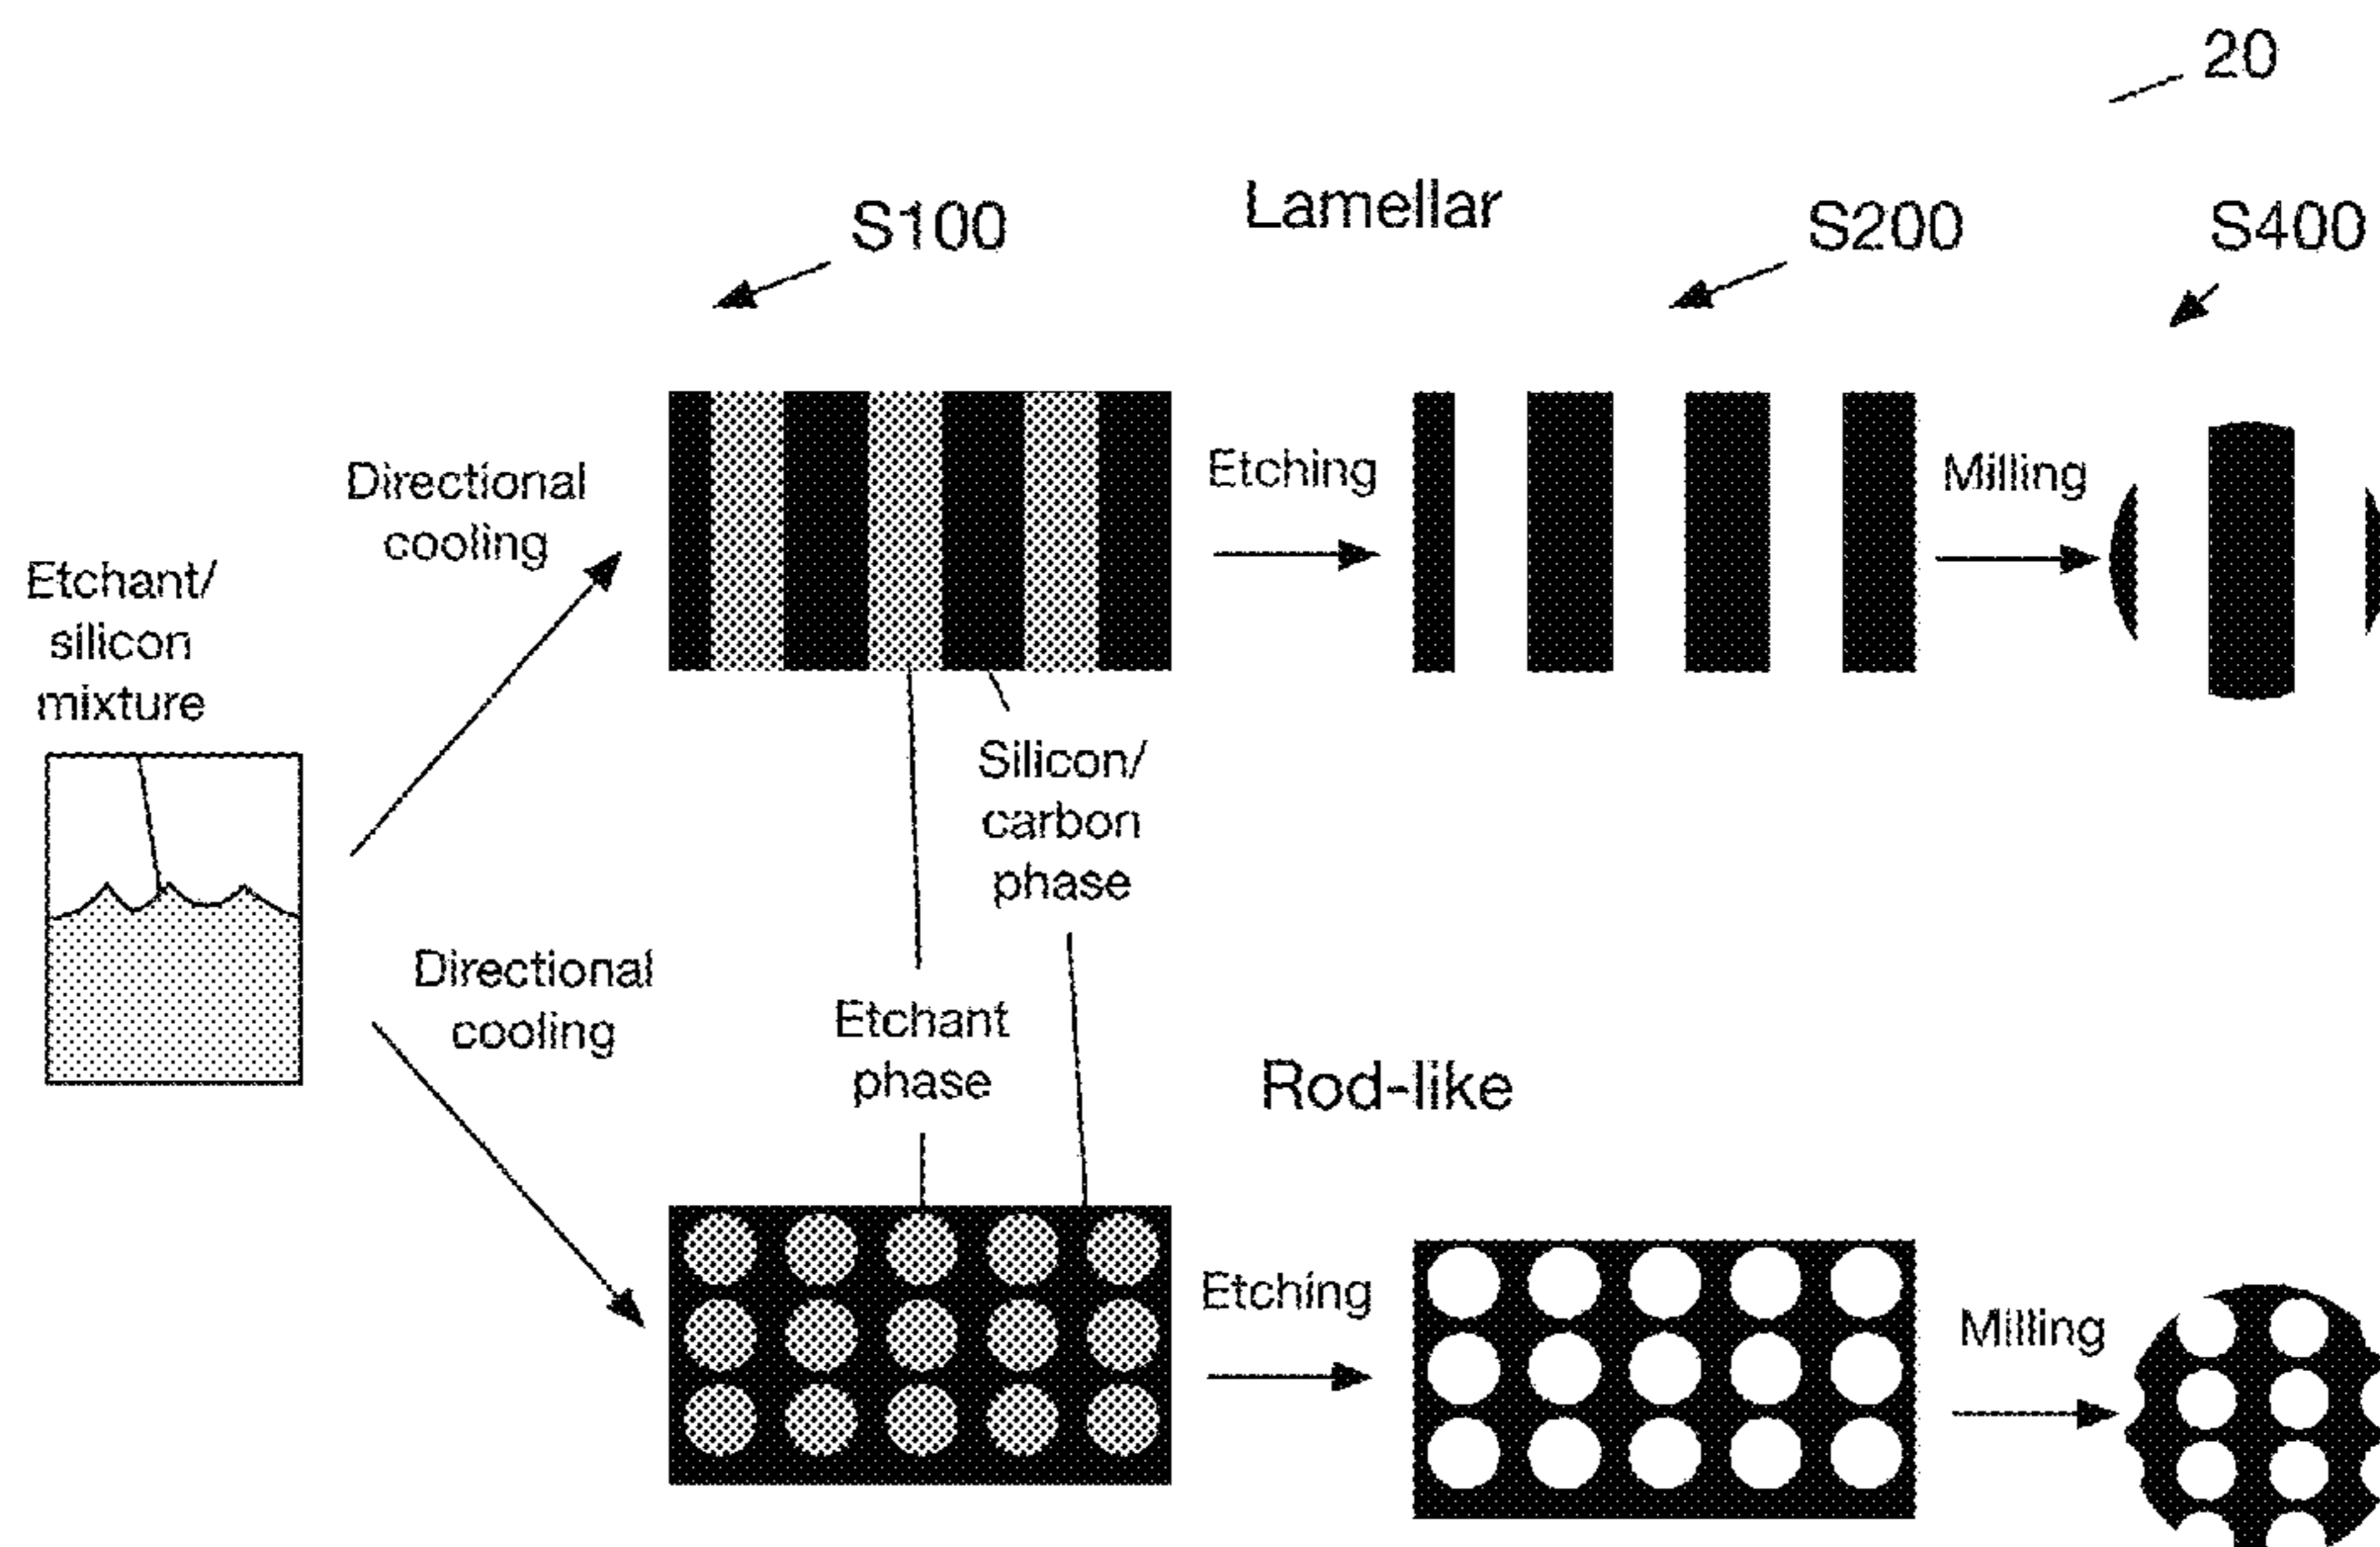 20
S100
Lamellar
S200
S400
Directional
cooling
Etching
Milling
Etchant/
silicon
mixture
Silicon/
carbon
phase
Directional
cooling
Etchant
phase
Rod-like
Etching
Milling